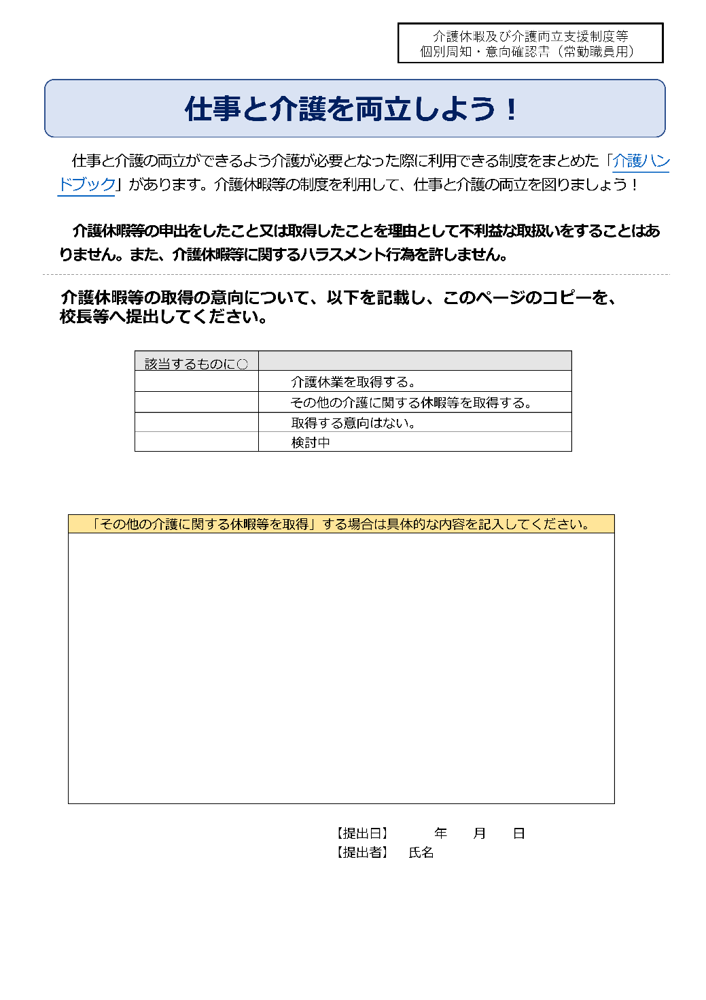 介護休暇及び介護両立支援制度等
個別周知・意向確認書（常勤職員用）
仕事と介護を両立しよう！
仕事と介護の両立ができるよう介護が必要となった際に利用できる制度をまとめた「介護ハン
ドブック」があります。介護休暇等の制度を利用して、仕事と介護の両立を図りましょう！
介護休暇等の申出をしたこと又は取得したことを理由として不利益な取扱いをすることはあ
りません。また、介護休暇等に関するハラスメント行為を許しません。
介護休暇等の取得の意向について、以下を記載し、このページのコピーを、
校長等へ提出してください。
該当するものに○
介護休業を取得する。
その他の介護に関する休暇等を取得する。
取得する意向はない。
検討中
「その他の介護に関する休暇等を取得」する場合は具体的な内容を記入してください。
【提出日】　　　年　　月　　日
【提出者】　氏名